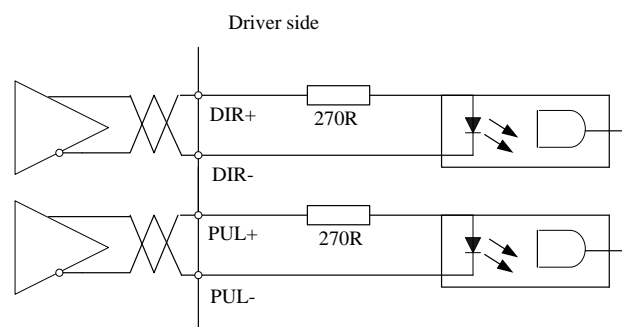 Driver side
DIR+
270R
DIR-
PUL+
270R
PUL-